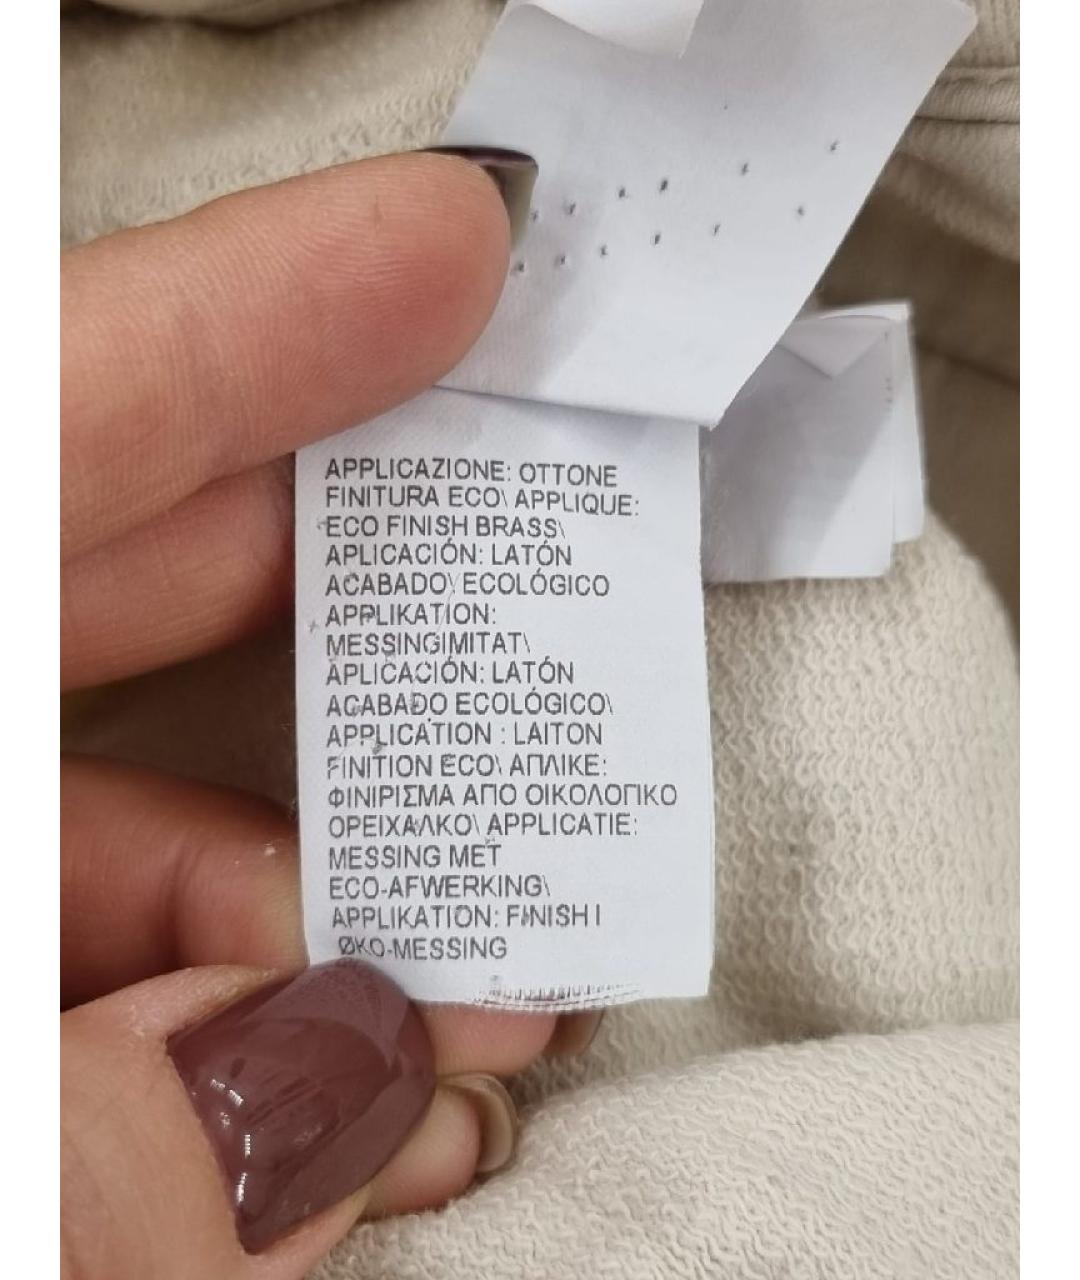 APPLICAZIONE: OTTONE
FINITURA ECO\ APPLIQUE:
ECO FINISH BRASS\
APLICACIÓN: LATÓN
ACABADO ECOLÓGICO
APPLIKATION:
MESSINGIMITAT\
APLICACIÓN: LATÓN
ACABADO ECOLÓGICO\
APPLICATION : LAITON
FINITION ECO\ ΑΠΛΙΚΕ:
ΦΙΝΙΡΙΣΜΑ ΑΠΟ ΟΙΚΟΛΟΓΙΚΟ
ΟΡΕΙΧΑΛΚΟ\ APPLICATIE:
MESSING MET
ECO-AFWERKING\
APPLIKATION: FINISH I
ØKO-MESSING